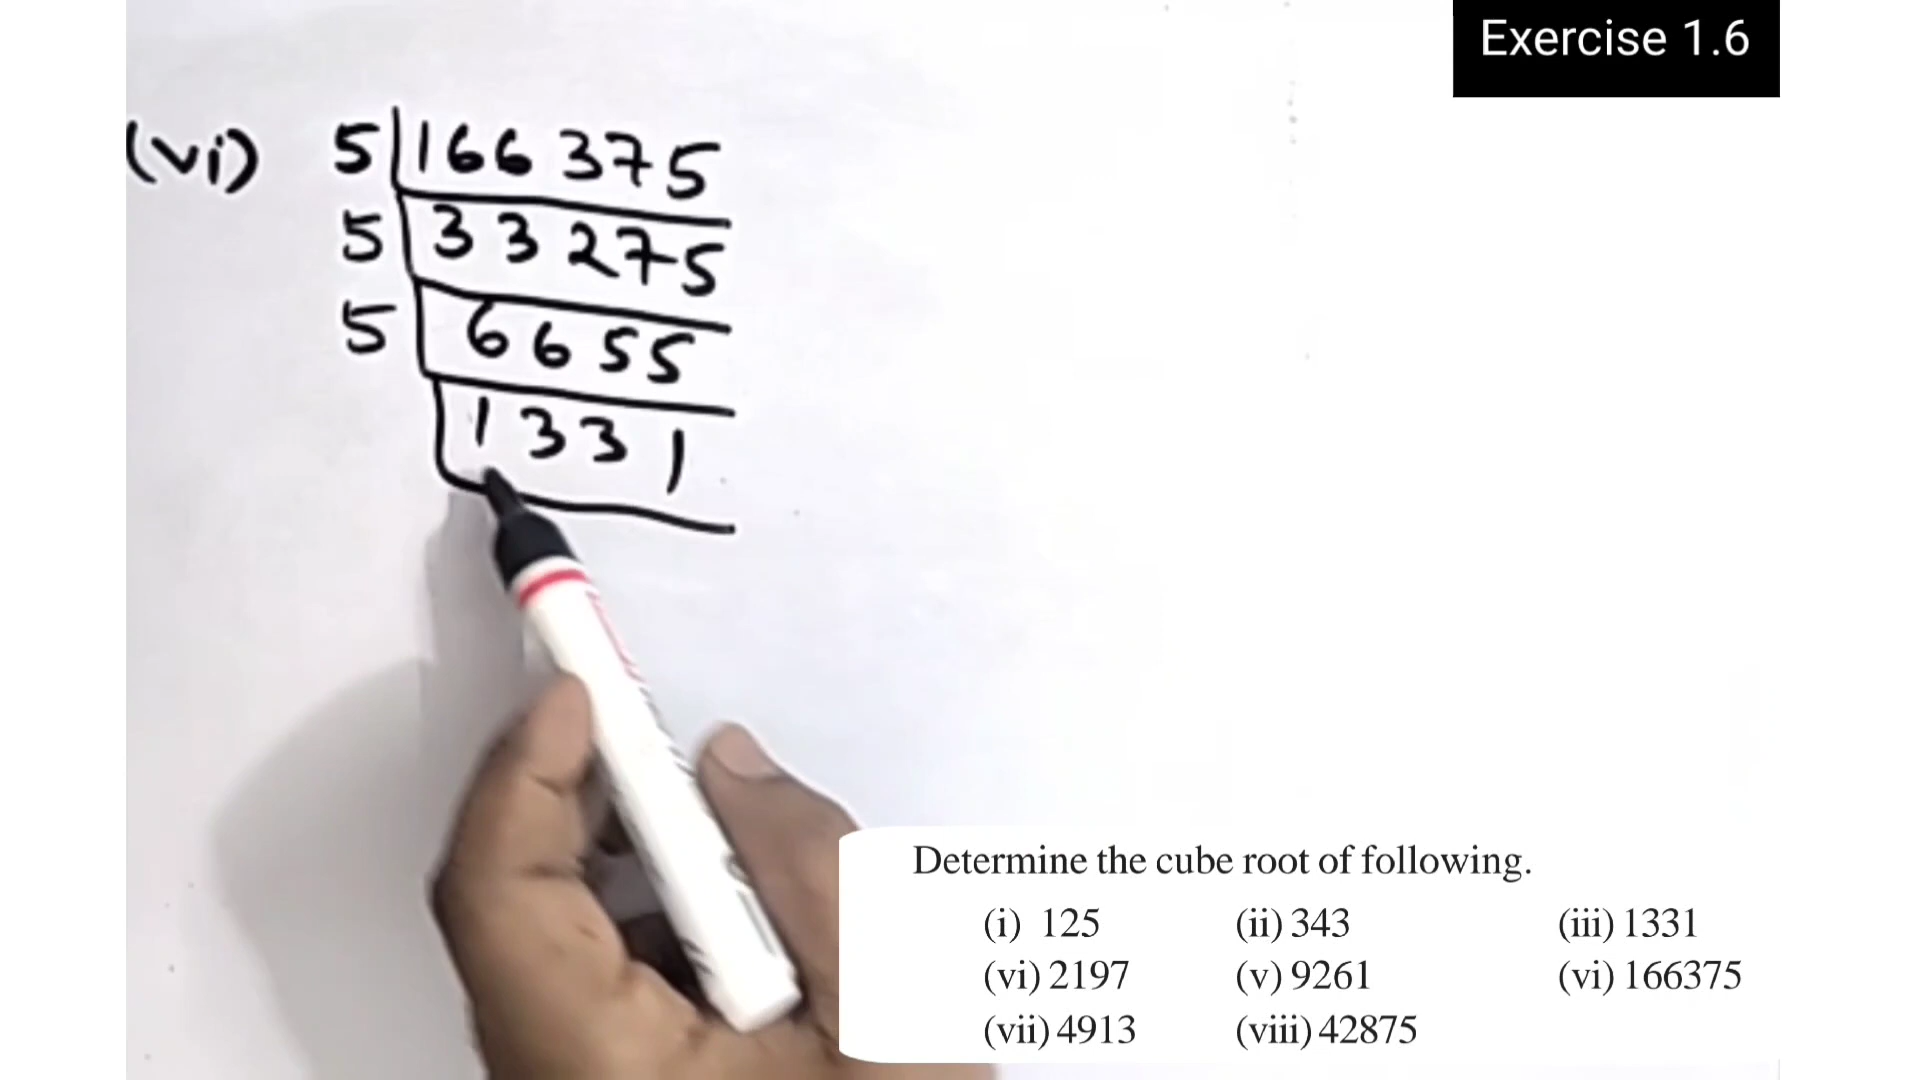 Exercise 1.6
(vi) 5 166375
5 33275
5 6655
1331
Determine the cube root of following.
(i) 125 (ii) 343 (iii) 1331
(vi) 2197 (v) 9261 (vi) 166375
(vii) 4913 (viii) 42875